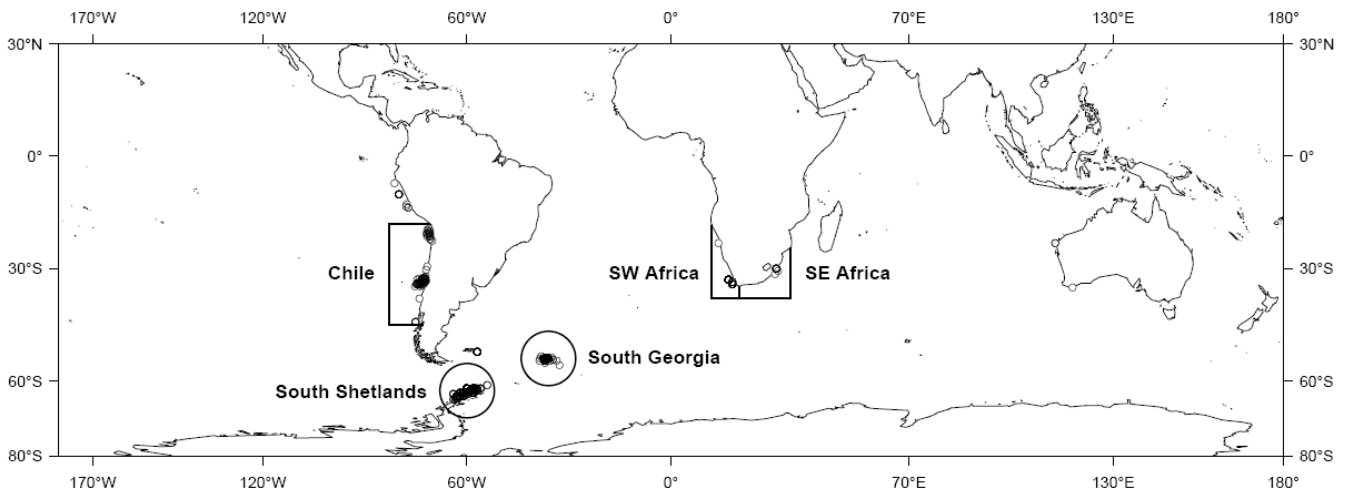 170°W 120°W 60°W 0° 70°E 130°E 180°
30°N 30°N
0° 0°
Chile SW Africa SE Africa
30°S 30°S
South Georgia
South Shetlands
60°S 60°S
80°S 80°S
170°W 120°W 60°W 0° 70°E 130°E 180°